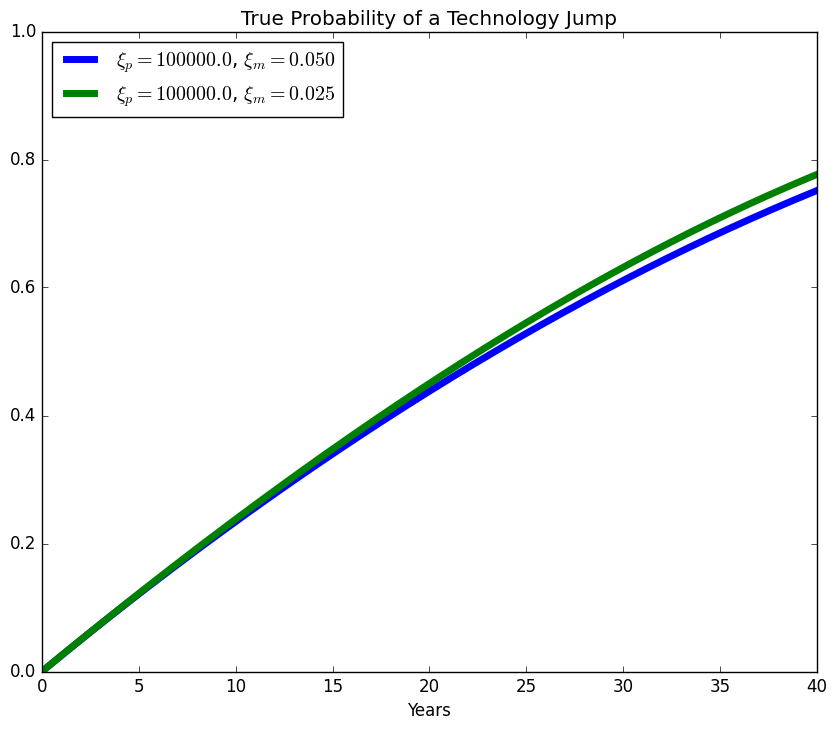 True Probability of a Technology Jump
1.0
ξₚ = 100000.0, ξₘ = 0.050
ξₚ = 100000.0, ξₘ = 0.025
0.8
0.6
0.4
0.2
0.0
0 5 10 15 20 25 30 35 40
Years